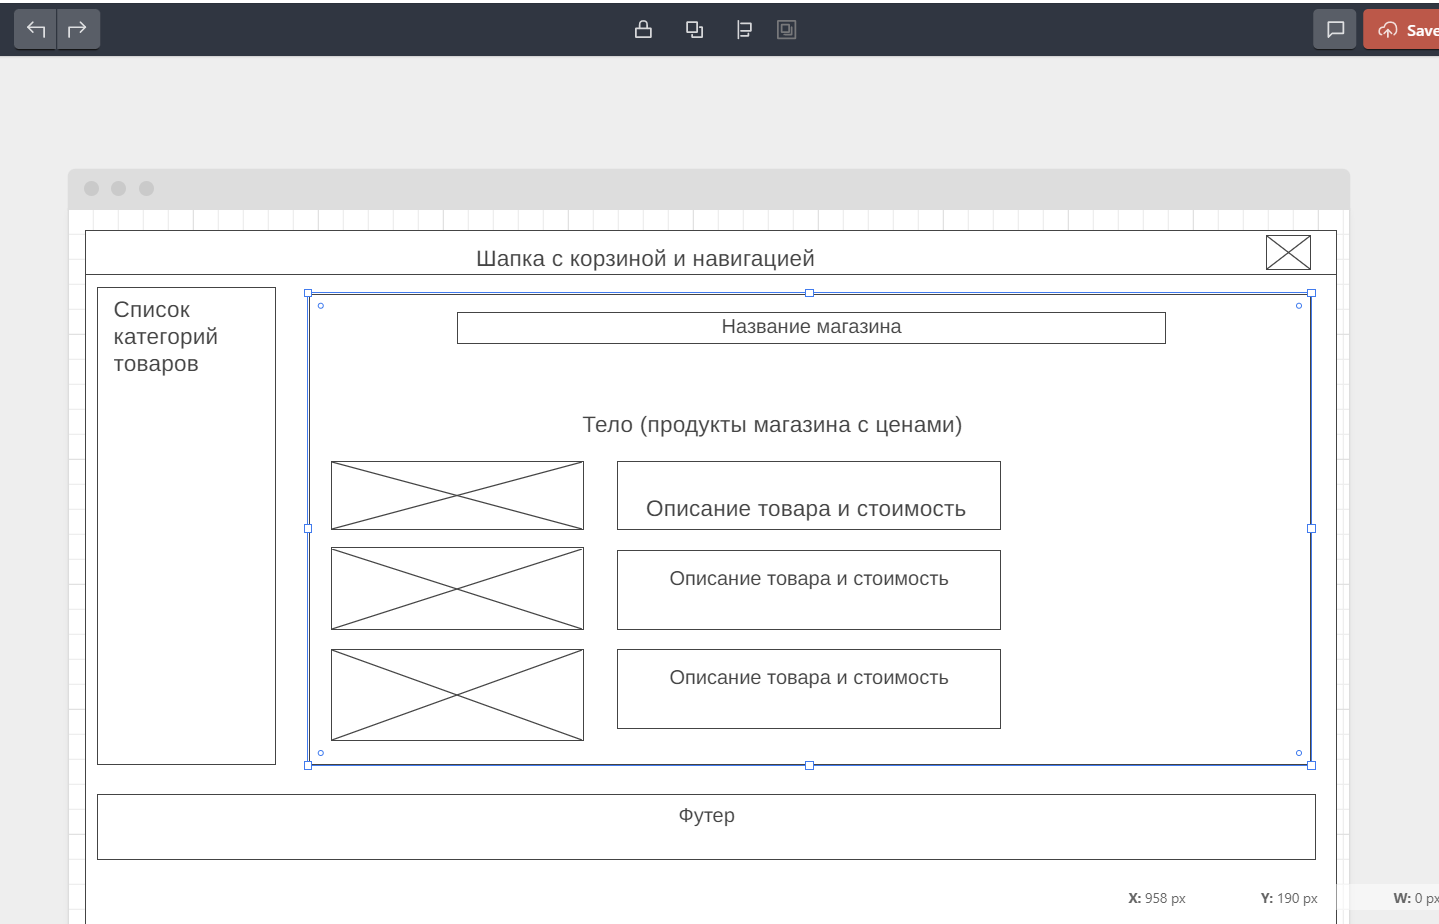 Save
Шапка с корзиной и навигацией
Список
категорий
товаров
Название магазина
Тело (продукты магазина с ценами)
Описание товара и стоимость
Описание товара и стоимость
Описание товара и стоимость
Футер
X: 958 px Y: 190 px W: 0 px